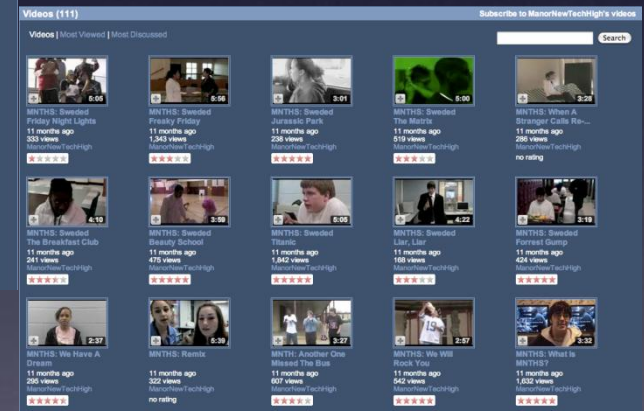 Videos (111) Subscribe to ManorNewTechHigh's videos
Videos | Most Viewed | Most Discussed Search
5:05 5:56 3:01 5:00 3:28
MNTHS: Sweded MNTHS: Sweded MNTHS: Sweded MNTHS: Sweded MNTHS: When A
Friday Night Lights Freaky Friday Jurassic Park The Matrix Stranger Calls Re-...
11 months ago 11 months ago 11 months ago 11 months ago 11 months ago
333 views 1,343 views 238 views 519 views 286 views
ManorNewTechHigh ManorNewTechHigh ManorNewTechHigh ManorNewTechHigh ManorNewTechHigh
no rating
4:10 3:59 5:05 4:22 3:19
MNTHS: Sweded MNTHS: Sweded MNTHS: Sweded MNTHS: Sweded MNTHS: Sweded
The Breakfast Club Beauty School Titanic Liar, Liar Forrest Gump
11 months ago 11 months ago 11 months ago 11 months ago 11 months ago
241 views 475 views 1,842 views 168 views 424 views
ManorNewTechHigh ManorNewTechHigh ManorNewTechHigh ManorNewTechHigh ManorNewTechHigh
2:37 5:39 3:27 2:57 3:32
MNTHS: We Have A MNTHS: Remix MNTH: Another One MNTHS: We Will MNTHS: What is
Dream Missed The Bus Rock You MNTHS?
11 months ago 11 months ago 11 months ago 11 months ago 11 months ago
295 views 322 views 607 views 542 views 1,632 views
ManorNewTechHigh ManorNewTechHigh ManorNewTechHigh ManorNewTechHigh ManorNewTechHigh
no rating